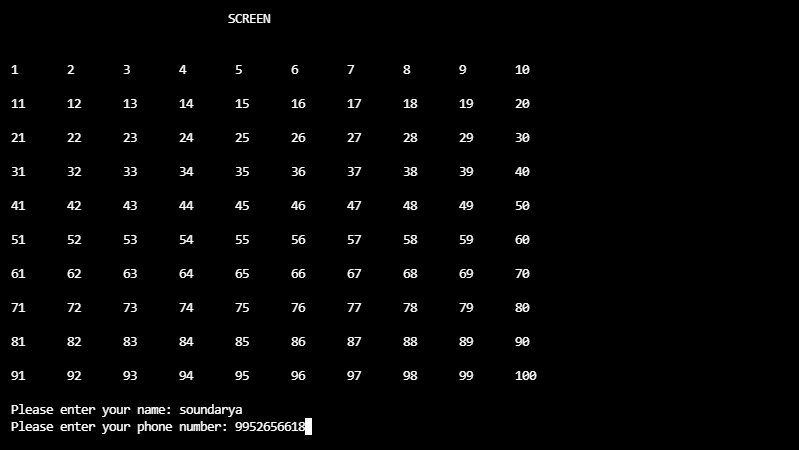 SCREEN
1 2 3 4 5 6 7 8 9 10
11 12 13 14 15 16 17 18 19 20
21 22 23 24 25 26 27 28 29 30
31 32 33 34 35 36 37 38 39 40
41 42 43 44 45 46 47 48 49 50
51 52 53 54 55 56 57 58 59 60
61 62 63 64 65 66 67 68 69 70
71 72 73 74 75 76 77 78 79 80
81 82 83 84 85 86 87 88 89 90
91 92 93 94 95 96 97 98 99 100
Please enter your name: soundarya
Please enter your phone number: 9952656618